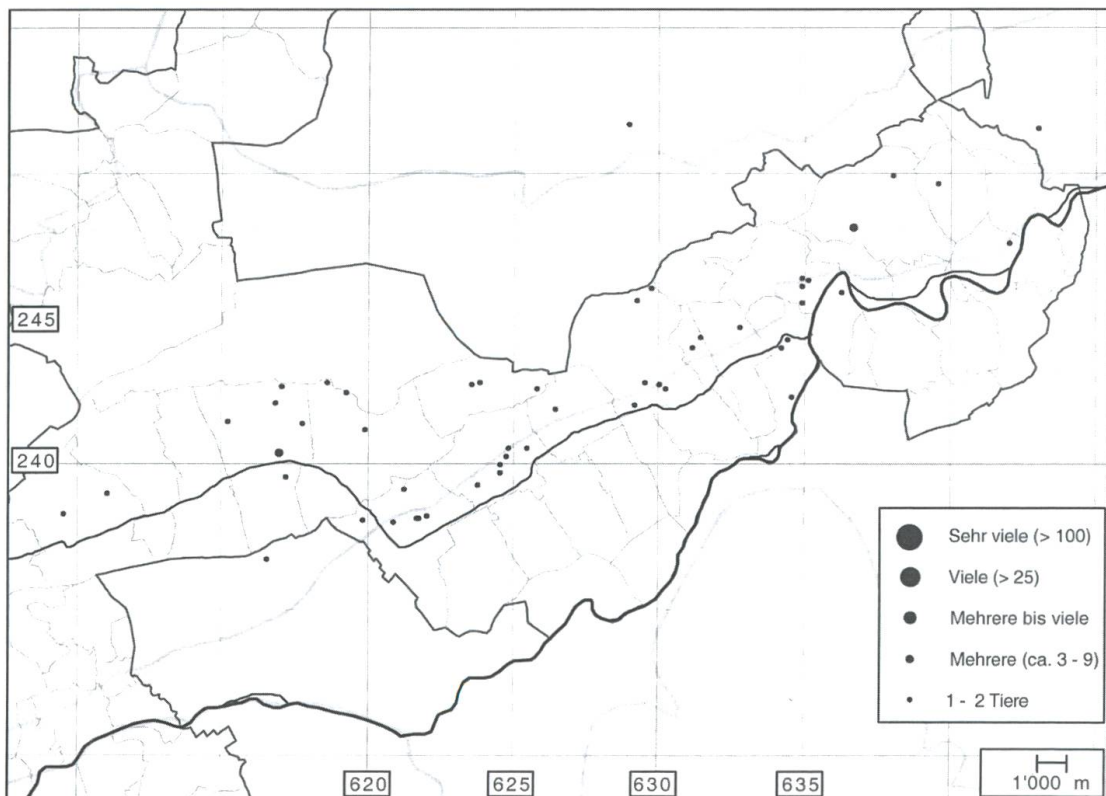 245
240
Sehr viele (> 100)
Viele (> 25)
Mehrere bis viele
Mehrere (ca. 3 - 9)
1 - 2 Tiere
620
625
630
635
1'000 m